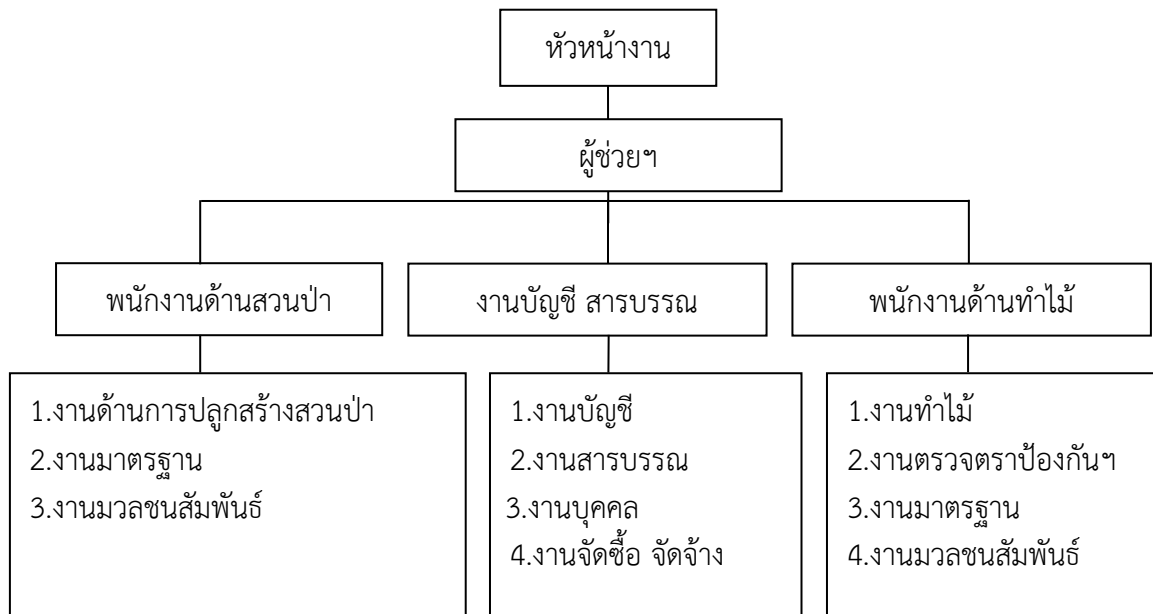 หัวหน้างาน
ผู้ช่วยฯ
พนักงานด้านสวนป่า
งานบัญชี สารบรรณ
พนักงานด้านทำไม้
1.งานด้านการปลูกสร้างสวนป่า
2.งานมาตรฐาน
3.งานมวลชนสัมพันธ์
1.งานบัญชี
2.งานสารบรรณ
3.งานบุคคล
4.งานจัดซื้อ จัดจ้าง
1.งานทำไม้
2.งานตรวจตราป้องกันฯ
3.งานมาตรฐาน
4.งานมวลชนสัมพันธ์